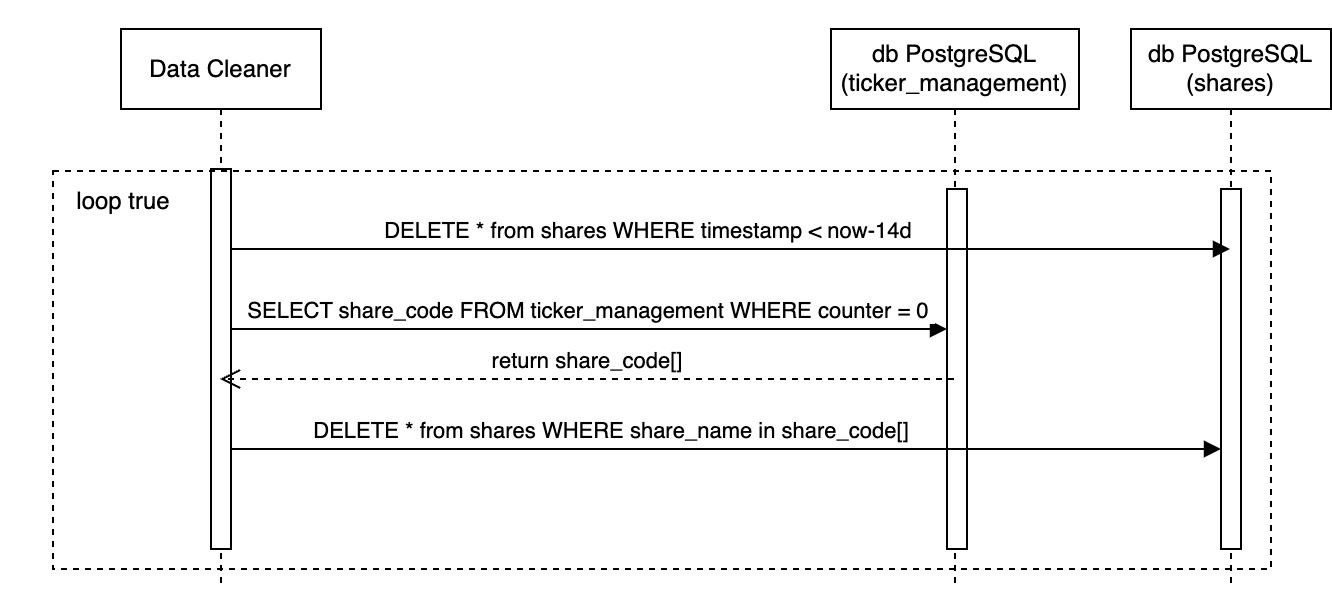 Data Cleaner
db PostgreSQL
(ticker_management)
db PostgreSQL
(shares)
loop true
DELETE * from shares WHERE timestamp < now-14d
SELECT share_code FROM ticker_management WHERE counter = 0
return share_code[]
DELETE * from shares WHERE share_name in share_code[]